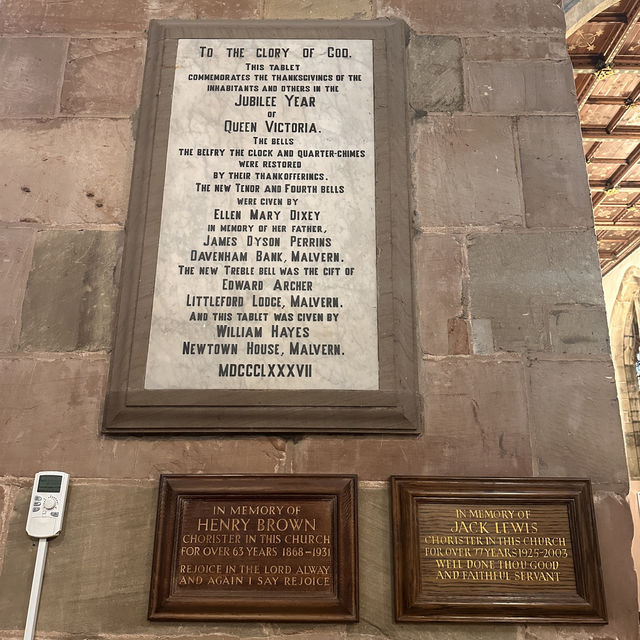 TO THE GLORY OF GOD.
THIS TABLET
COMMEMORATES THE THANKSGIVINGS OF THE
INHABITANTS AND OTHERS IN THE
JUBILEE YEAR
OF
QUEEN VICTORIA.
THE BELLS
THE BELFRY THE CLOCK AND QUARTER-CHIMES
WERE RESTORED
BY THEIR THANKOFFERINGS.
THE NEW TENOR AND FOURTH BELLS
WERE GIVEN BY
ELLEN MARY DIXEY
IN MEMORY OF HER FATHER,
JAMES DYSON PERRINS
DAVENHAM BANK, MALVERN.
THE NEW TREBLE BELL WAS THE GIFT OF
EDWARD ARCHER
LITTLEFORD LODGE, MALVERN.
AND THIS TABLET WAS GIVEN BY
WILLIAM HAYES
NEWTOWN HOUSE, MALVERN.
MDCCCLXXXVII
IN MEMORY OF
HENRY BROWN
CHORISTER IN THIS CHURCH
FOR OVER 63 YEARS 1868-1931
REJOICE IN THE LORD ALWAY
AND AGAIN I SAY REJOICE
IN MEMORY OF
JACK LEWIS
CHORISTER IN THIS CHURCH
FOR OVER 77 YEARS 1925-2003
WELL DONE THOU GOOD
AND FAITHFUL SERVANT